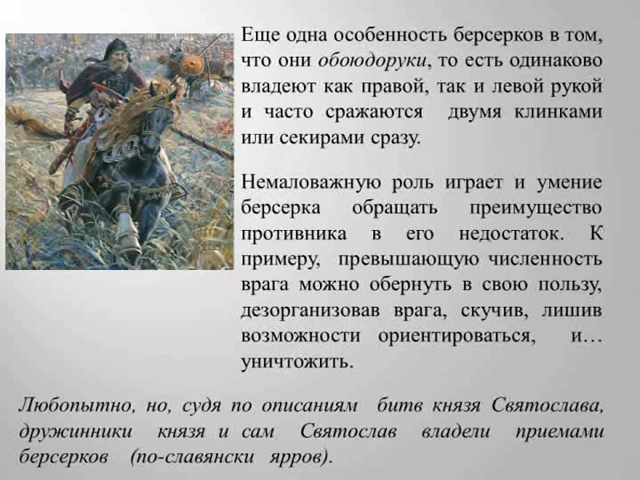 Еще одна особенность берсерков в том,
что они обоюдоруки, то есть одинаково
владеют как правой, так и левой рукой
и часто сражаются двумя клинками
или секирами сразу.
Немаловажную роль играет и умение
берсерка обращать преимущество
противника в его недостаток. К
примеру, превышающую численность
врага можно обернуть в свою пользу,
дезорганизовав врага, скучив, лишив
возможности ориентироваться, и…
уничтожить.
Любопытно, но, судя по описаниям битв князя Святослава,
дружинники князя и сам Святослав владели приемами
берсерков (по-славянски ярров).